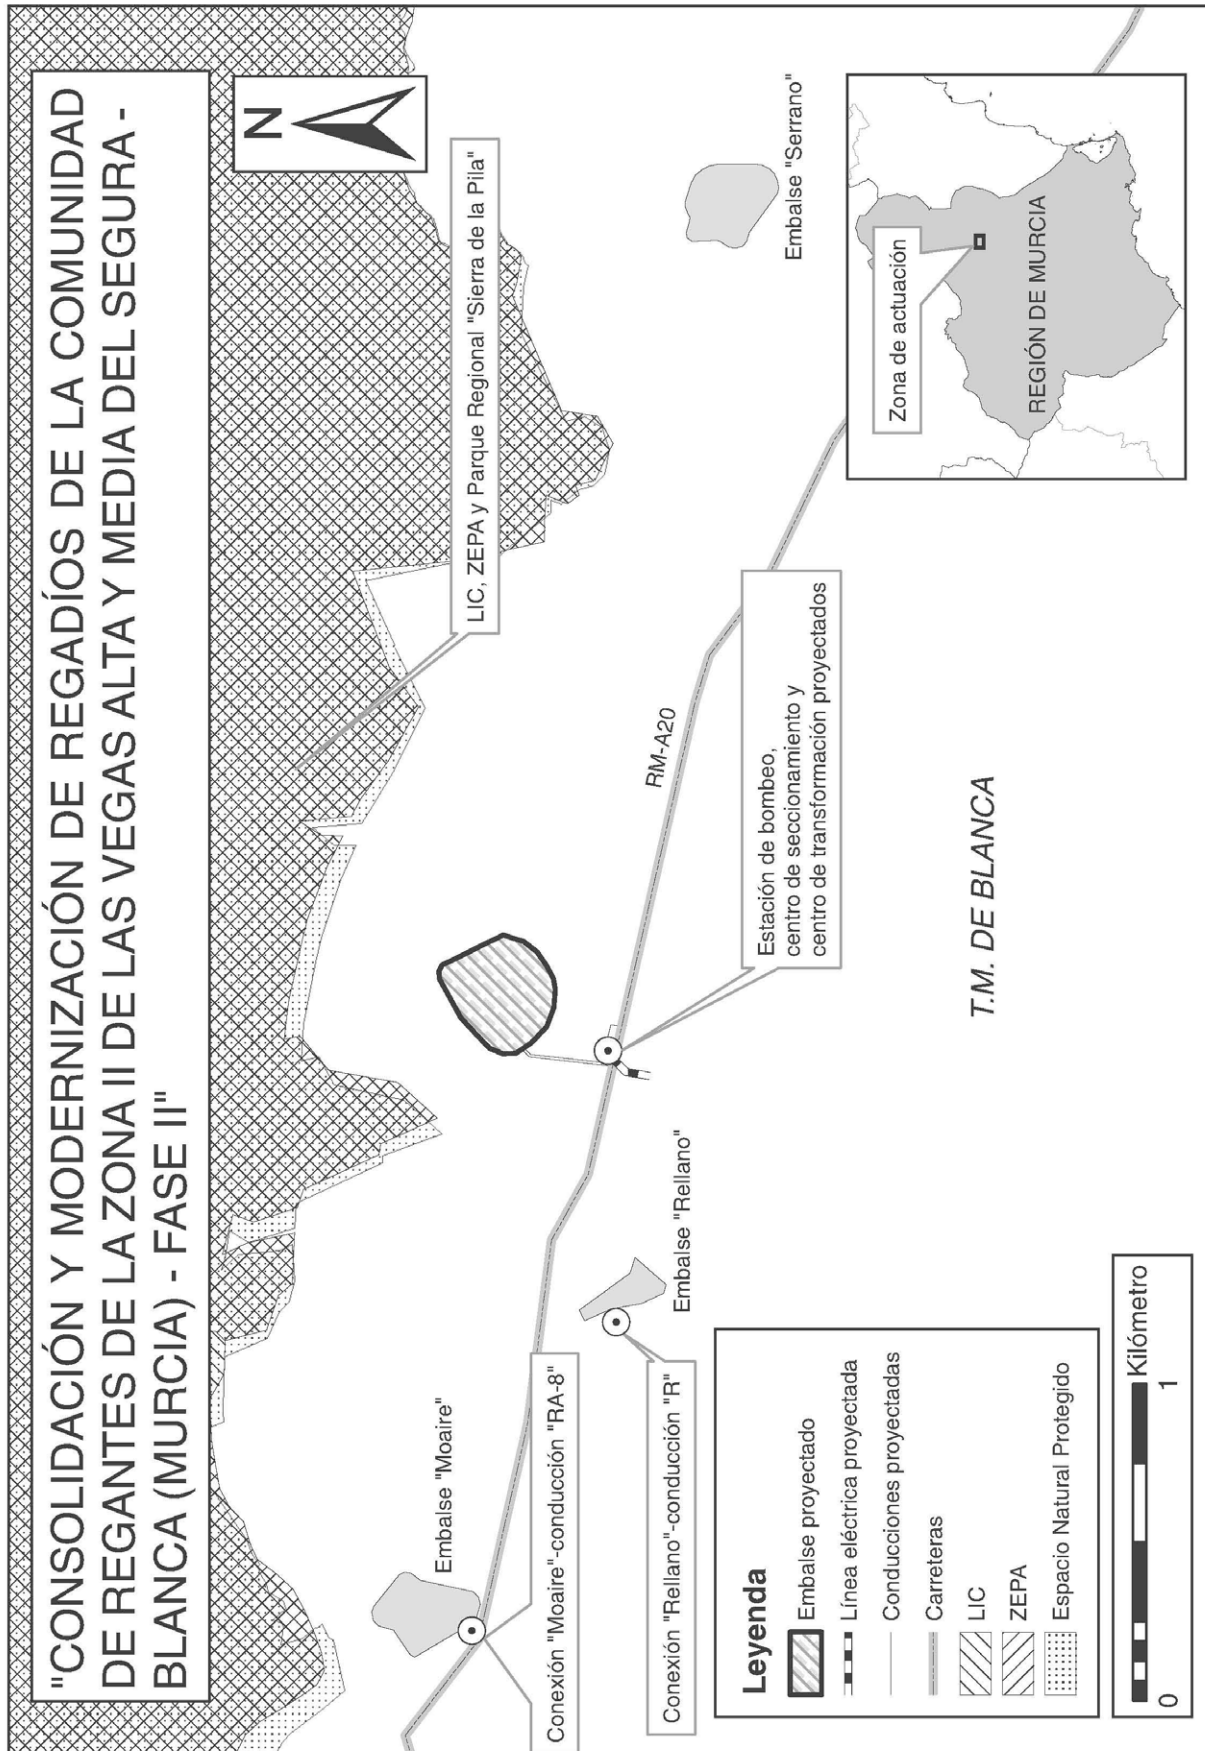 "CONSOLIDACIÓN Y MODERNIZACIÓN DE REGADÍOS DE LA COMUNIDAD
DE REGANTES DE LA ZONA II DE LAS VEGAS ALTA Y MEDIA DEL SEGURA -
BLANCA (MURCIA) - FASE II"
N
LIC, ZEPA y Parque Regional "Sierra de la Pila"
Embalse "Moaire"
Conexión "Moaire"-conducción "RA-8"
Embalse "Rellano"
Conexión "Rellano"-conducción "R"
RM-A20
Estación de bombeo,
centro de seccionamiento y
centro de transformación proyectados
Embalse "Serrano"
T.M. DE BLANCA
Leyenda
Embalse proyectado
Línea eléctrica proyectada
Conducciones proyectadas
Carreteras
LIC
ZEPA
Espacio Natural Protegido
0
1
Kilómetro
Zona de actuación
REGIÓN DE MURCIA